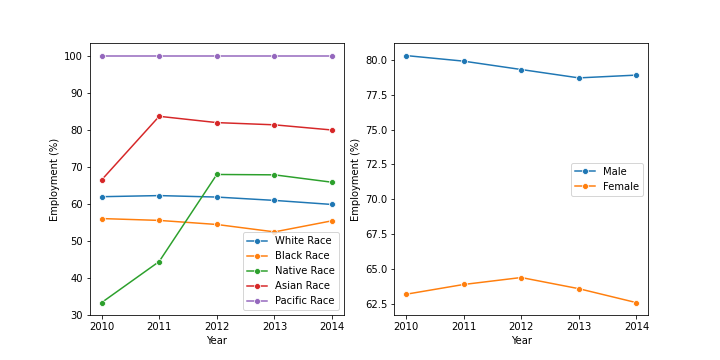 100
90
80
70
60
50
40
30
Employment (%)
2010 2011 2012 2013 2014
Year
White Race
Black Race
Native Race
Asian Race
Pacific Race
80.0
77.5
75.0
72.5
70.0
67.5
65.0
62.5
Employment (%)
2010 2011 2012 2013 2014
Year
Male
Female